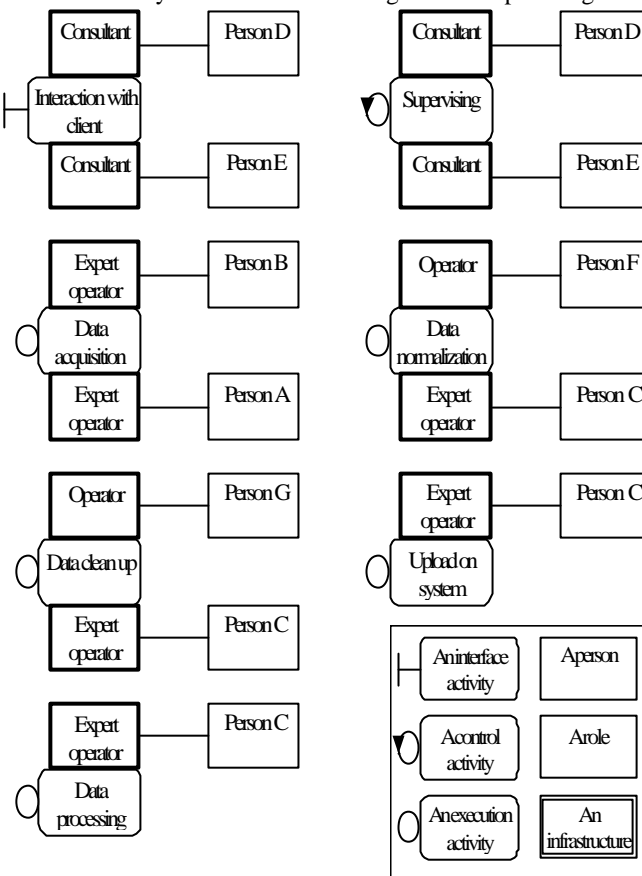 Consultant
Person D
Interaction with
client
Consultant
Person E
Expert
operator
Person B
Data
acquisition
Expert
operator
Person A
Operator
Person G
Data clean up
Expert
operator
Person C
Expert
operator
Person C
Data
processing
Consultant
Person D
Supervising
Consultant
Person E
Operator
Person F
Data
normalization
Expert
operator
Person C
Expert
operator
Person C
Upload on
system
An interface
activity
A person
A control
activity
A role
An execution
activity
An
infrastructure